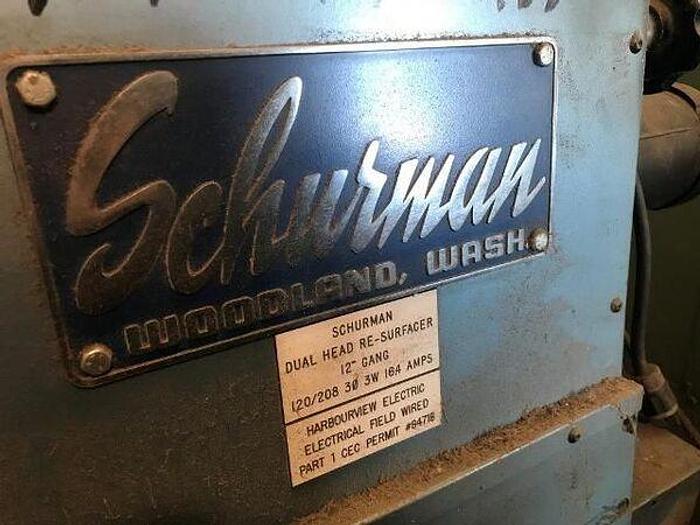 Schurman
WOODLAND, WASH.
SCHURMAN
DUAL HEAD RE-SURFACER
12" GANG
120/208 3Ø 3W 164 AMPS
HARBOURVIEW ELECTRIC
ELECTRICAL FIELD WIRED
PART 1 CEC PERMIT #94718